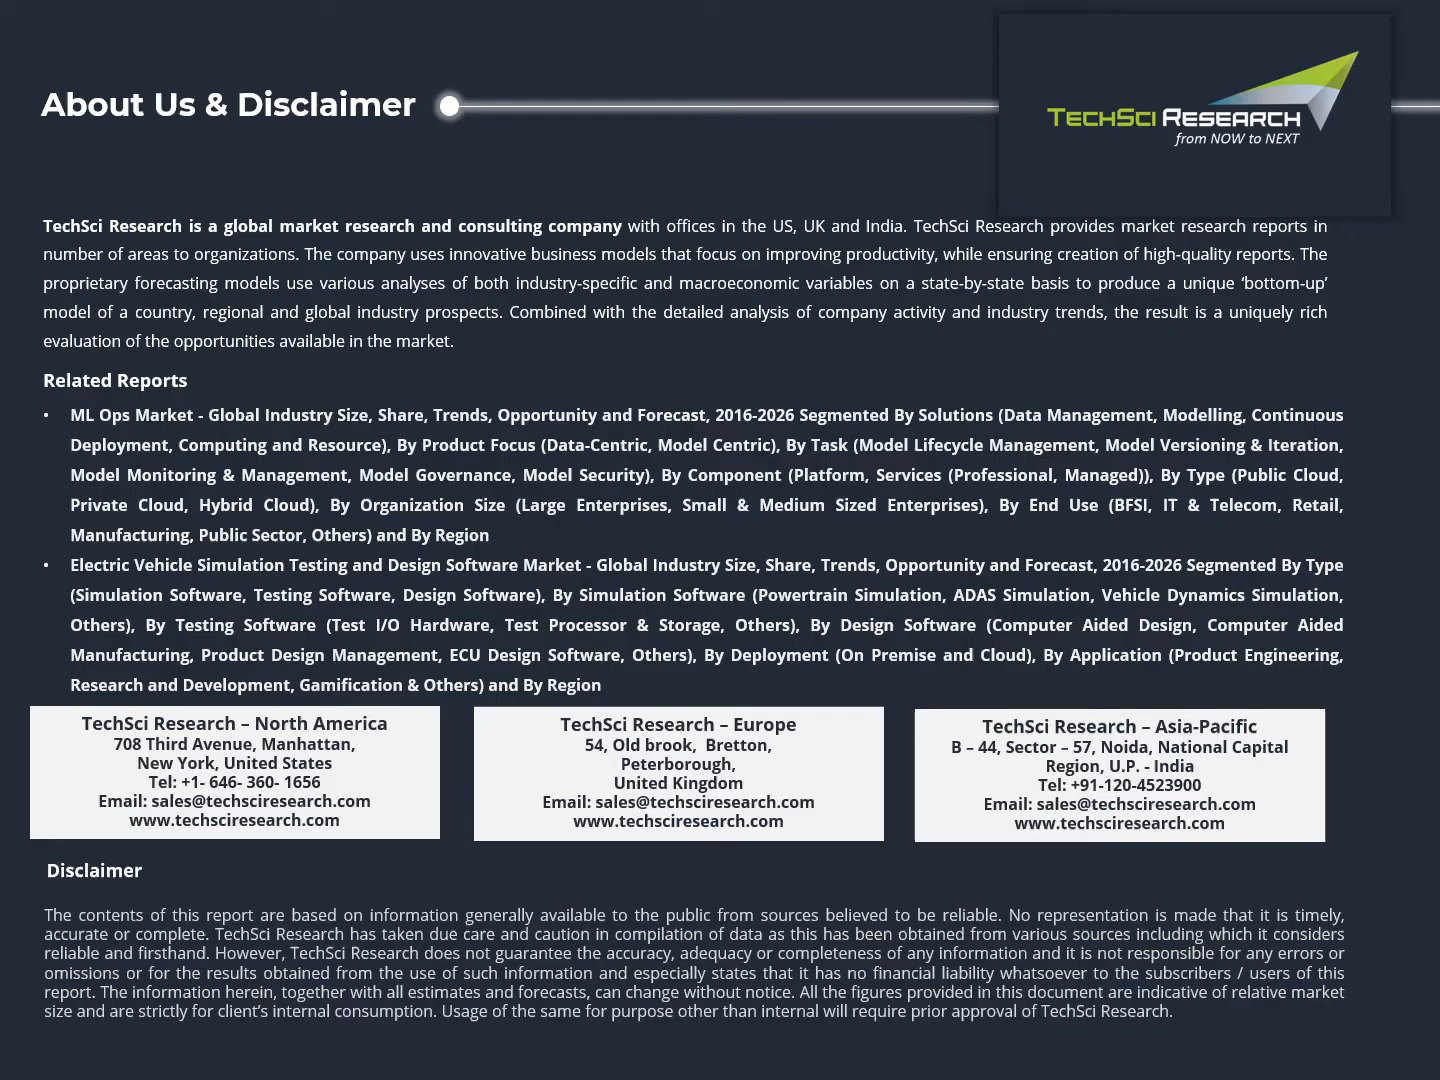 About Us & Disclaimer
TECHSCI RESEARCH
from NOW to NEXT
TechSci Research is a global market research and consulting company with offices in the US, UK and India. TechSci Research provides market research reports in
number of areas to organizations. The company uses innovative business models that focus on improving productivity, while ensuring creation of high-quality reports. The
proprietary forecasting models use various analyses of both industry-specific and macroeconomic variables on a state-by-state basis to produce a unique ‘bottom-up’
model of a country, regional and global industry prospects. Combined with the detailed analysis of company activity and industry trends, the result is a uniquely rich
evaluation of the opportunities available in the market.
Related Reports
• ML Ops Market - Global Industry Size, Share, Trends, Opportunity and Forecast, 2016-2026 Segmented By Solutions (Data Management, Modelling, Continuous
Deployment, Computing and Resource), By Product Focus (Data-Centric, Model Centric), By Task (Model Lifecycle Management, Model Versioning & Iteration,
Model Monitoring & Management, Model Governance, Model Security), By Component (Platform, Services (Professional, Managed)), By Type (Public Cloud,
Private Cloud, Hybrid Cloud), By Organization Size (Large Enterprises, Small & Medium Sized Enterprises), By End Use (BFSI, IT & Telecom, Retail,
Manufacturing, Public Sector, Others) and By Region
• Electric Vehicle Simulation Testing and Design Software Market - Global Industry Size, Share, Trends, Opportunity and Forecast, 2016-2026 Segmented By Type
(Simulation Software, Testing Software, Design Software), By Simulation Software (Powertrain Simulation, ADAS Simulation, Vehicle Dynamics Simulation,
Others), By Testing Software (Test I/O Hardware, Test Processor & Storage, Others), By Design Software (Computer Aided Design, Computer Aided
Manufacturing, Product Design Management, ECU Design Software, Others), By Deployment (On Premise and Cloud), By Application (Product Engineering,
Research and Development, Gamification & Others) and By Region
TechSci Research – North America
708 Third Avenue, Manhattan,
New York, United States
Tel: +1- 646- 360- 1656
Email: sales@techsciresearch.com
www.techsciresearch.com
TechSci Research – Europe
54, Old brook, Bretton,
Peterborough,
United Kingdom
Email: sales@techsciresearch.com
www.techsciresearch.com
TechSci Research – Asia-Pacific
B – 44, Sector – 57, Noida, National Capital
Region, U.P. - India
Tel: +91-120-4523900
Email: sales@techsciresearch.com
www.techsciresearch.com
Disclaimer
The contents of this report are based on information generally available to the public from sources believed to be reliable. No representation is made that it is timely,
accurate or complete. TechSci Research has taken due care and caution in compilation of data as this has been obtained from various sources including which it considers
reliable and firsthand. However, TechSci Research does not guarantee the accuracy, adequacy or completeness of any information and it is not responsible for any errors or
omissions or for the results obtained from the use of such information and especially states that it has no financial liability whatsoever to the subscribers / users of this
report. The information herein, together with all estimates and forecasts, can change without notice. All the figures provided in this document are indicative of relative market
size and are strictly for client’s internal consumption. Usage of the same for purpose other than internal will require prior approval of TechSci Research.